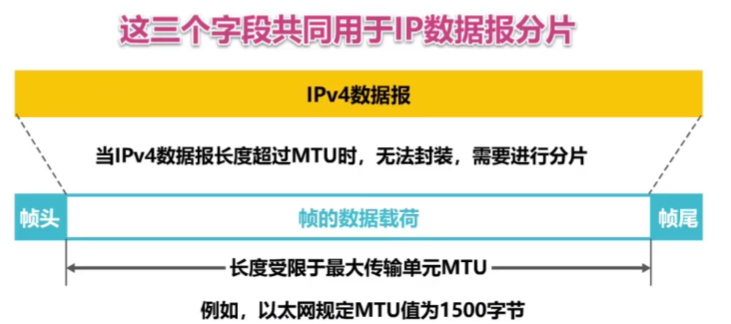 这三个字段共同用于IP数据报分片
IPv4数据报
当IPv4数据报长度超过MTU时，无法封装，需要进行分片
帧头
帧的数据载荷
帧尾
长度受限于最大传输单元MTU
例如，以太网规定MTU值为1500字节